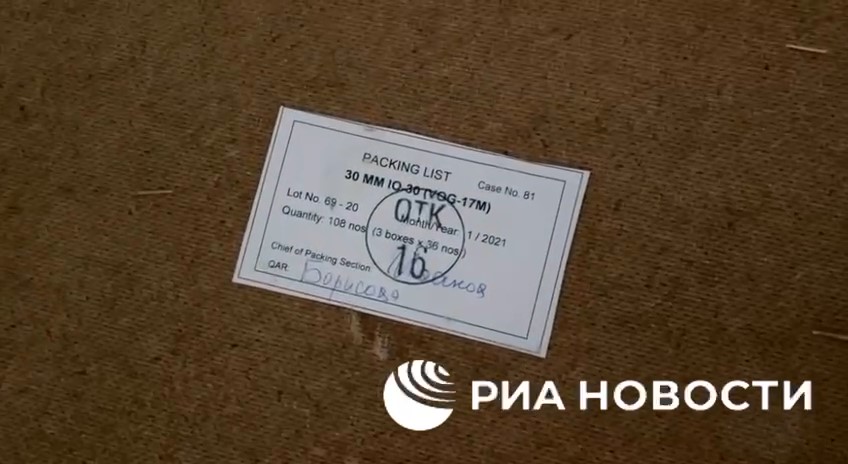 PACKING LIST
Case No. 81
30 MM IO-30 (VOG-17M)
Lot No. 69 - 20
Month/Year: 1 / 2021
Quantity: 108 nos (3 boxes x 36 nos)
ОТК
16
Chief of Packing Section
QAR: Борисова
РИА НОВОСТИ